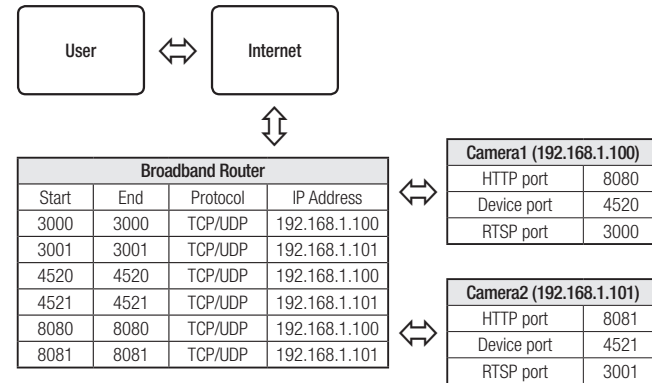 User
Internet
Broadband Router
Start End Protocol IP Address
3000 3000 TCP/UDP 192.168.1.100
3001 3001 TCP/UDP 192.168.1.101
4520 4520 TCP/UDP 192.168.1.100
4521 4521 TCP/UDP 192.168.1.101
8080 8080 TCP/UDP 192.168.1.100
8081 8081 TCP/UDP 192.168.1.101
Camera1 (192.168.1.100)
HTTP port 8080
Device port 4520
RTSP port 3000
Camera2 (192.168.1.101)
HTTP port 8081
Device port 4521
RTSP port 3001